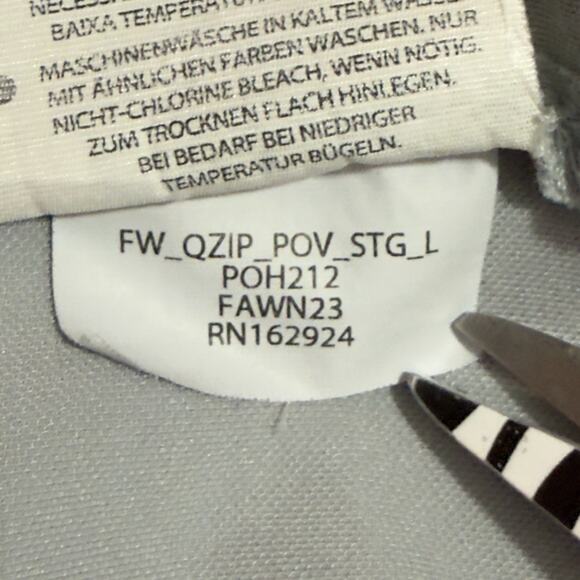 BAIXA TEMPERATURA
MASCHINENWÄSCHE IN KALTEM WASSER
MIT ÄHNLICHEN FARBEN WASCHEN. NUR
NICHT-CHLORINE BLEACH, WENN NÖTIG.
ZUM TROCKNEN FLACH HINLEGEN.
BEI BEDARF BEI NIEDRIGER
TEMPERATUR BÜGELN.
FW_QZIP_POV_STG_L
POH212
FAWN23
RN162924